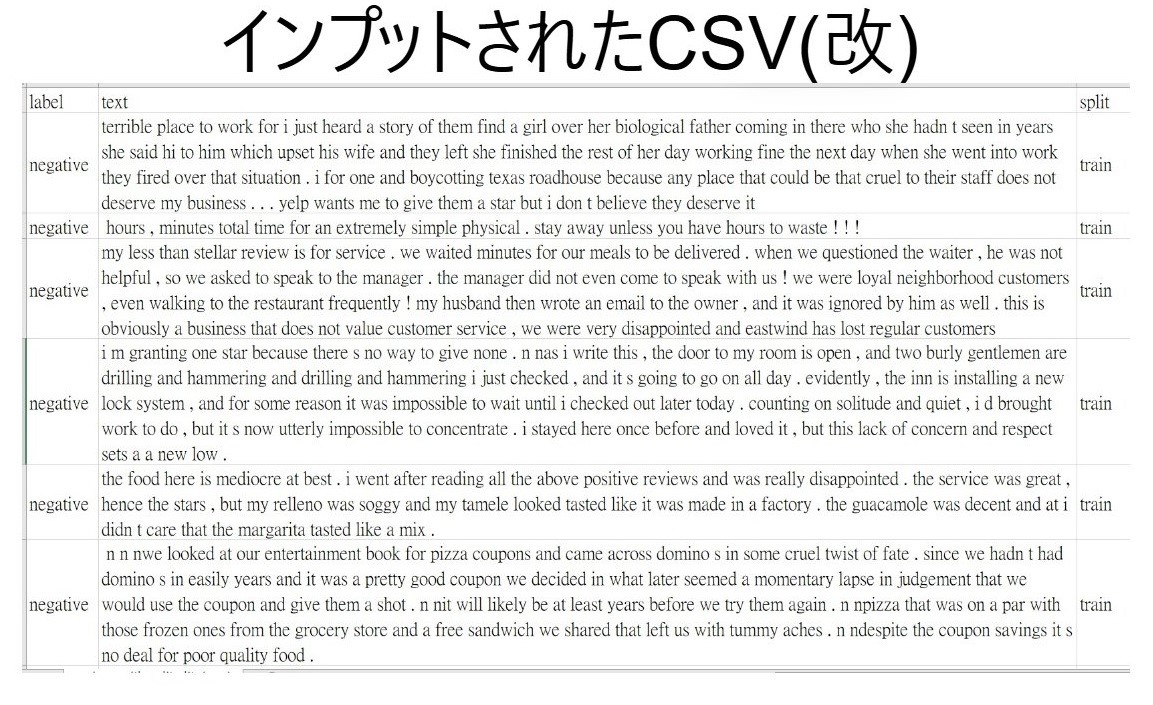 インプットされたCSV(改)
label text split
negative terrible place to work for i just heard a story of them find a girl over her biological father coming in there who she hadn t seen in years
she said hi to him which upset his wife and they left she finished the rest of her day working fine the next day when she went into work
they fired over that situation . i for one and boycotting texas roadhouse because any place that could be that cruel to their staff does not
deserve my business . . . yelp wants me to give them a star but i don t believe they deserve it train
negative hours , minutes total time for an extremely simple physical . stay away unless you have hours to waste ! ! ! train
negative my less than stellar review is for service . we waited minutes for our meals to be delivered . when we questioned the waiter , he was not
helpful , so we asked to speak to the manager . the manager did not even come to speak with us ! we were loyal neighborhood customers
, even walking to the restaurant frequently ! my husband then wrote an email to the owner , and it was ignored by him as well . this is
obviously a business that does not value customer service , we were very disappointed and eastwind has lost regular customers train
negative i m granting one star because there s no way to give none . n nas i write this , the door to my room is open , and two burly gentlemen are
drilling and hammering and drilling and hammering i just checked , and it s going to go on all day . evidently , the inn is installing a new
lock system , and for some reason it was impossible to wait until i checked out later today . counting on solitude and quiet , i d brought
work to do , but it s now utterly impossible to concentrate . i stayed here once before and loved it , but this lack of concern and respect
sets a a new low . train
negative the food here is mediocre at best . i went after reading all the above positive reviews and was really disappointed . the service was great ,
hence the stars , but my relleno was soggy and my tamele looked tasted like it was made in a factory . the guacamole was decent and at i
didn t care that the margarita tasted like a mix . train
negative n n nwe looked at our entertainment book for pizza coupons and came across domino s in some cruel twist of fate . since we hadn t had
domino s in easily years and it was a pretty good coupon we decided in what later seemed a momentary lapse in judgement that we
would use the coupon and give them a shot . n nit will likely be at least years before we try them again . n npizza that was on a par with
those frozen ones from the grocery store and a free sandwich we shared that left us with tummy aches . n ndespite the coupon savings it s
no deal for poor quality food . train